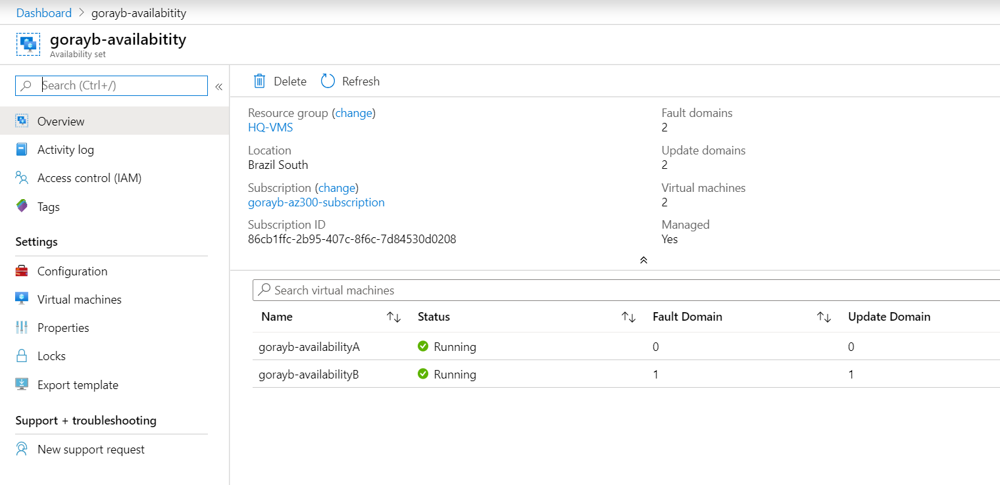 Dashboard > gorayb-availabitity
gorayb-availabitity
Availability set
Search (Ctrl+/)
«
Overview
Activity log
Access control (IAM)
Tags
Settings
Configuration
Virtual machines
Properties
Locks
Export template
Support + troubleshooting
New support request
Delete Refresh
Resource group (change)
HQ-VMS
Location
Brazil South
Subscription (change)
gorayb-az300-subscription
Subscription ID
86cb1ffc-2b95-407c-8f6c-7d84530d0208
Fault domains
2
Update domains
2
Virtual machines
2
Managed
Yes
Search virtual machines
Name Status Fault Domain Update Domain
gorayb-availabilityA Running 0 0
gorayb-availabilityB Running 1 1